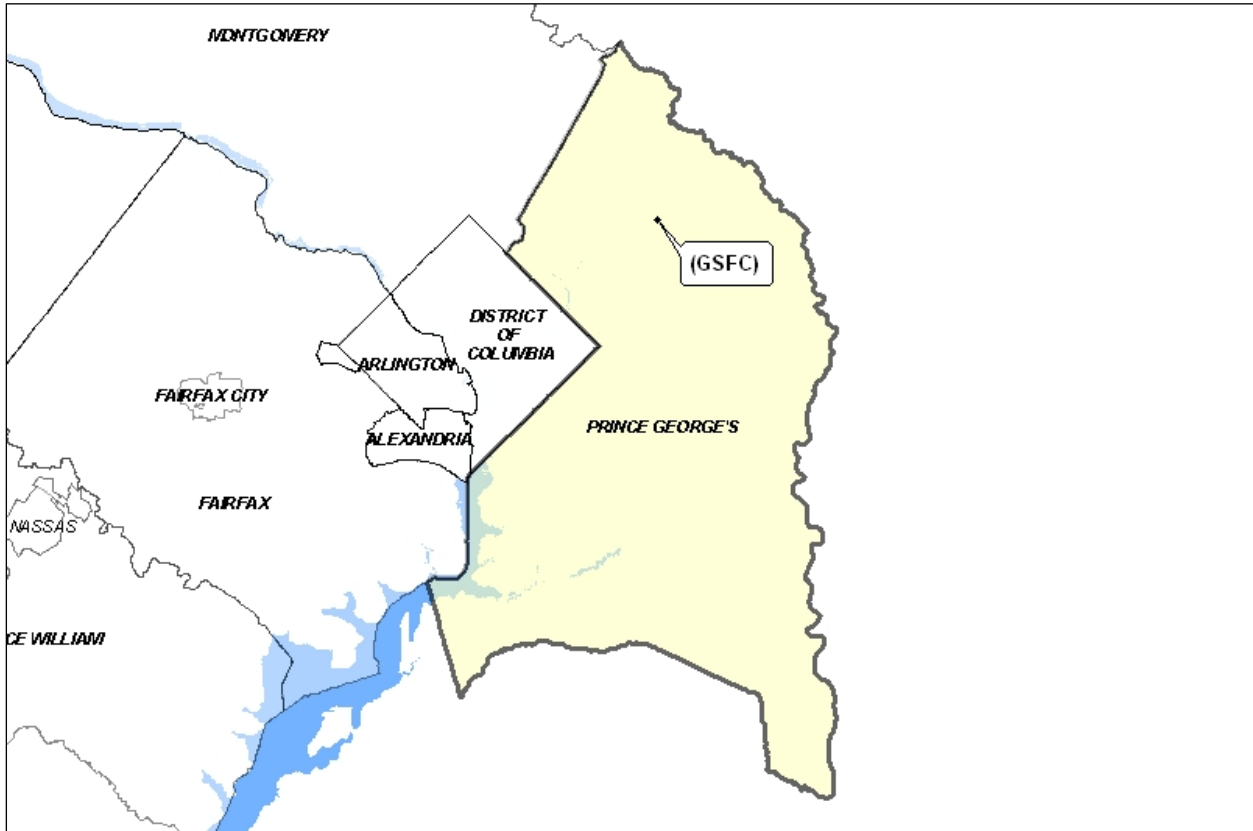 MONTGOMERY
(GSFC)
DISTRICT
OF
COLUMBIA
ARLINGTON
FAIRFAX CITY
PRINCE GEORGE'S
ALEXANDRIA
FAIRFAX
NASSAS
CE WILLIAM